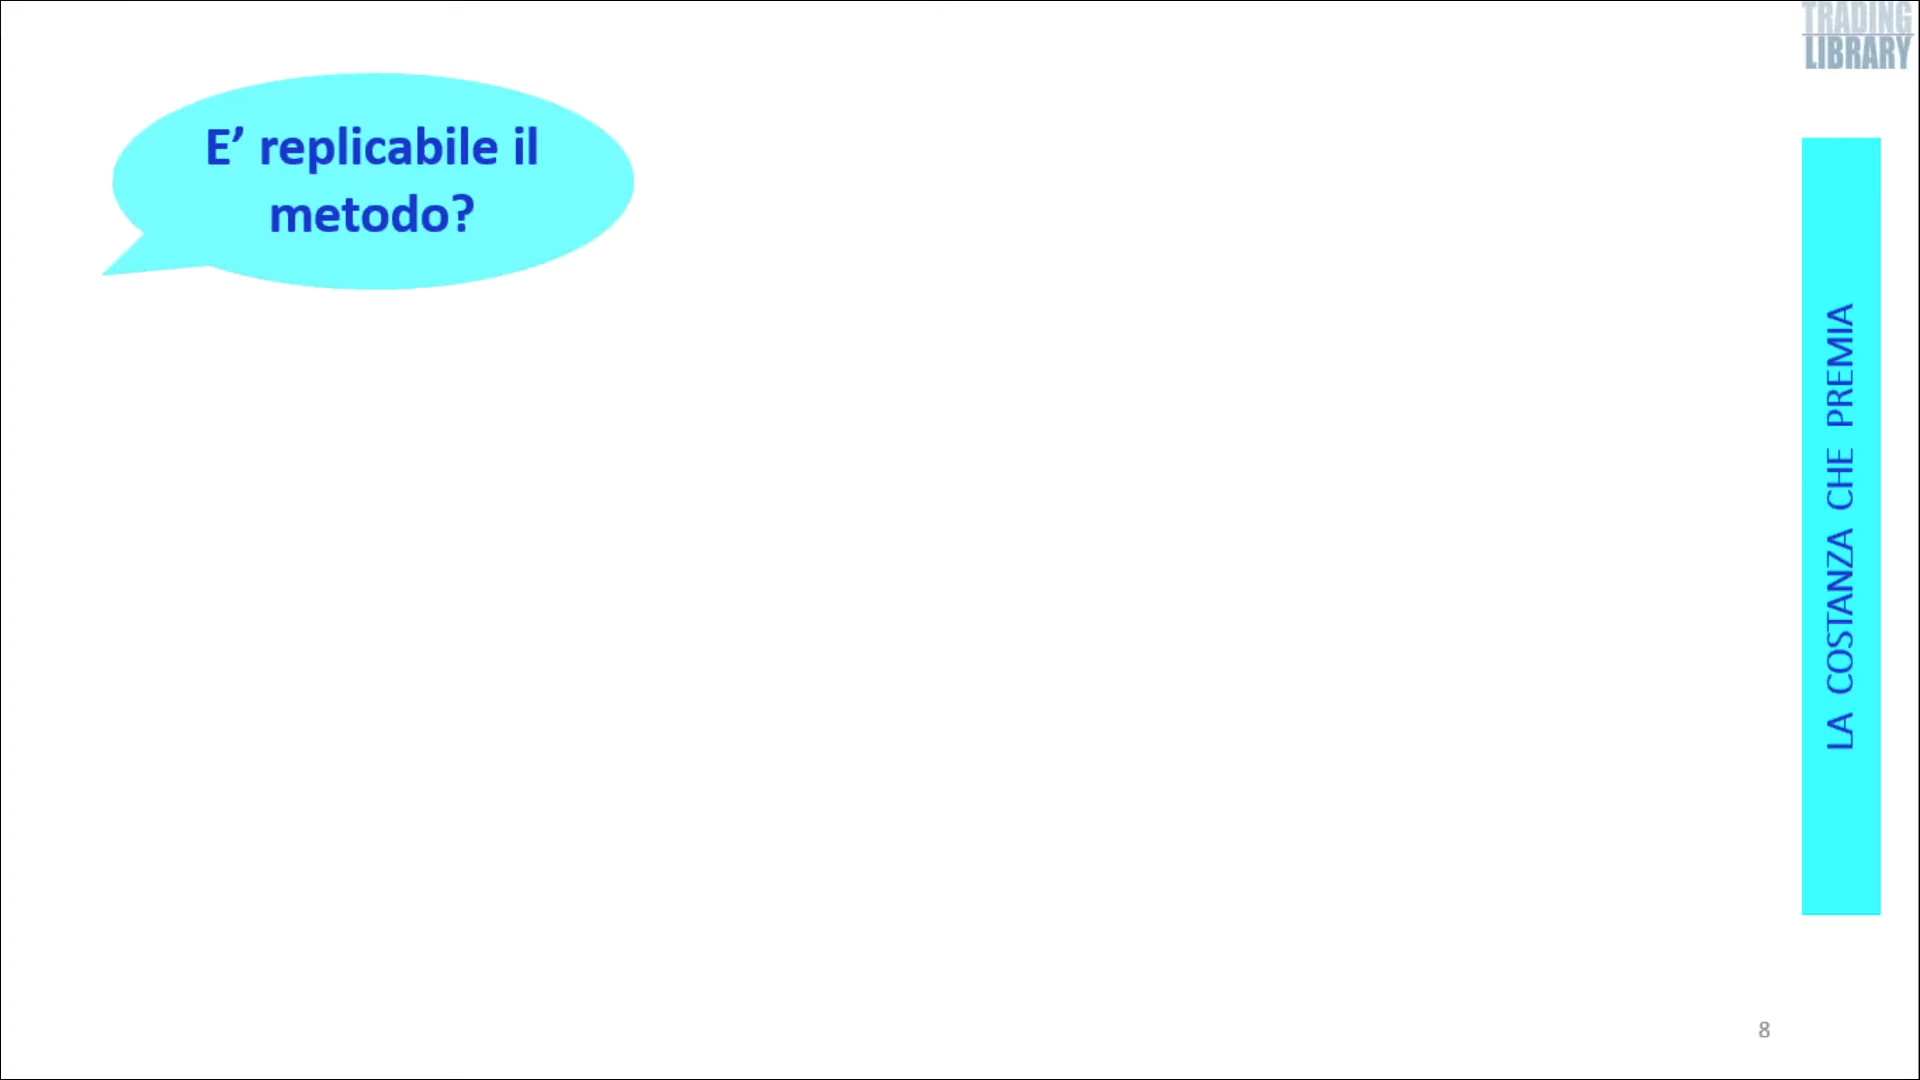 TRADING
LIBRARY
E’ replicabile il
metodo?
LA COSTANZA CHE PREMIA
8